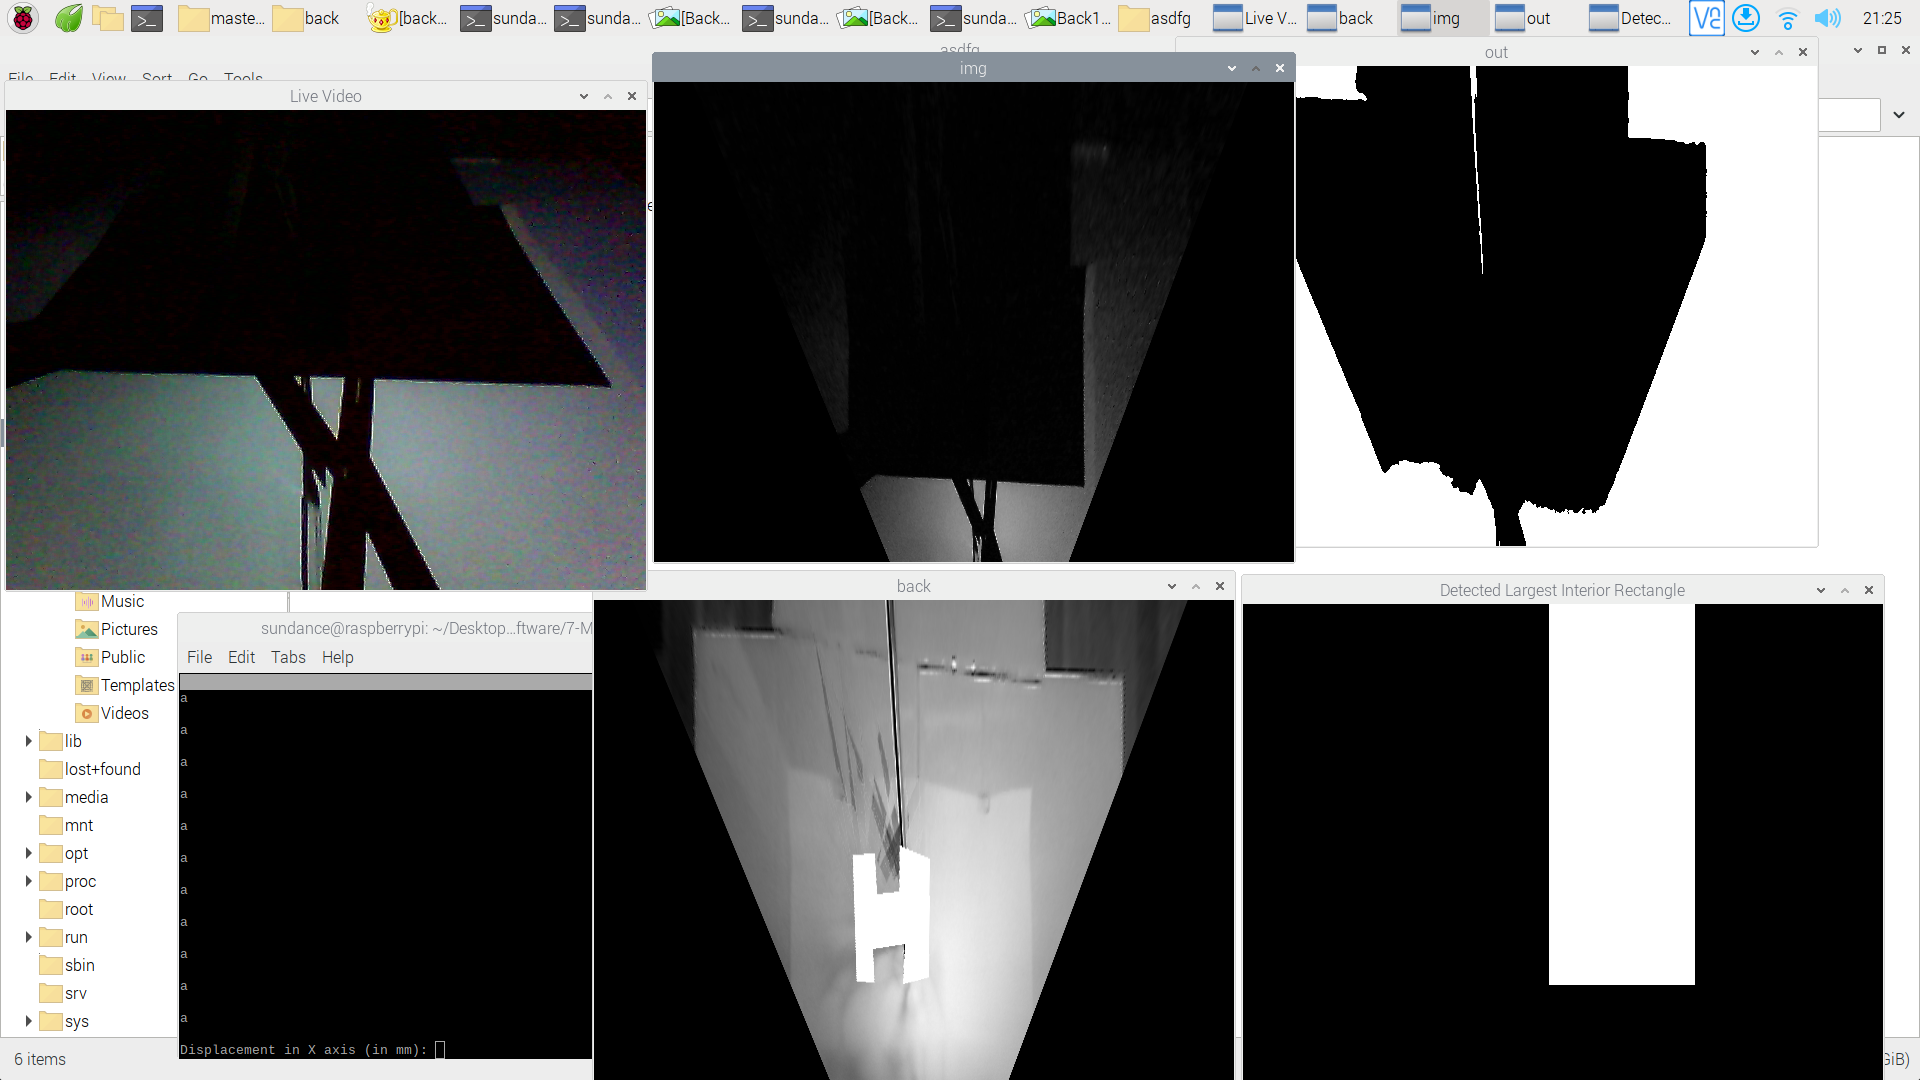 maste... back [bac k... sunda... sunda... [Back... sunda... [Back... sunda... Back1... asdfg Live V... back img out Detec... 21:25
asdfg
File Edit View Sort Go Tools
Live Video
img
out
back
Detected Largest Interior Rectangle
Music
Pictures
Public
Templates
Videos
lib
lost+found
media
mnt
opt
proc
root
run
sbin
srv
sys
6 items
GiB)
sundance@raspberrypi: ~/Desktop...ftware/7-M
File Edit Tabs Help
a
a
a
a
a
a
a
a
a
a
a
Displacement in X axis (in mm):
H